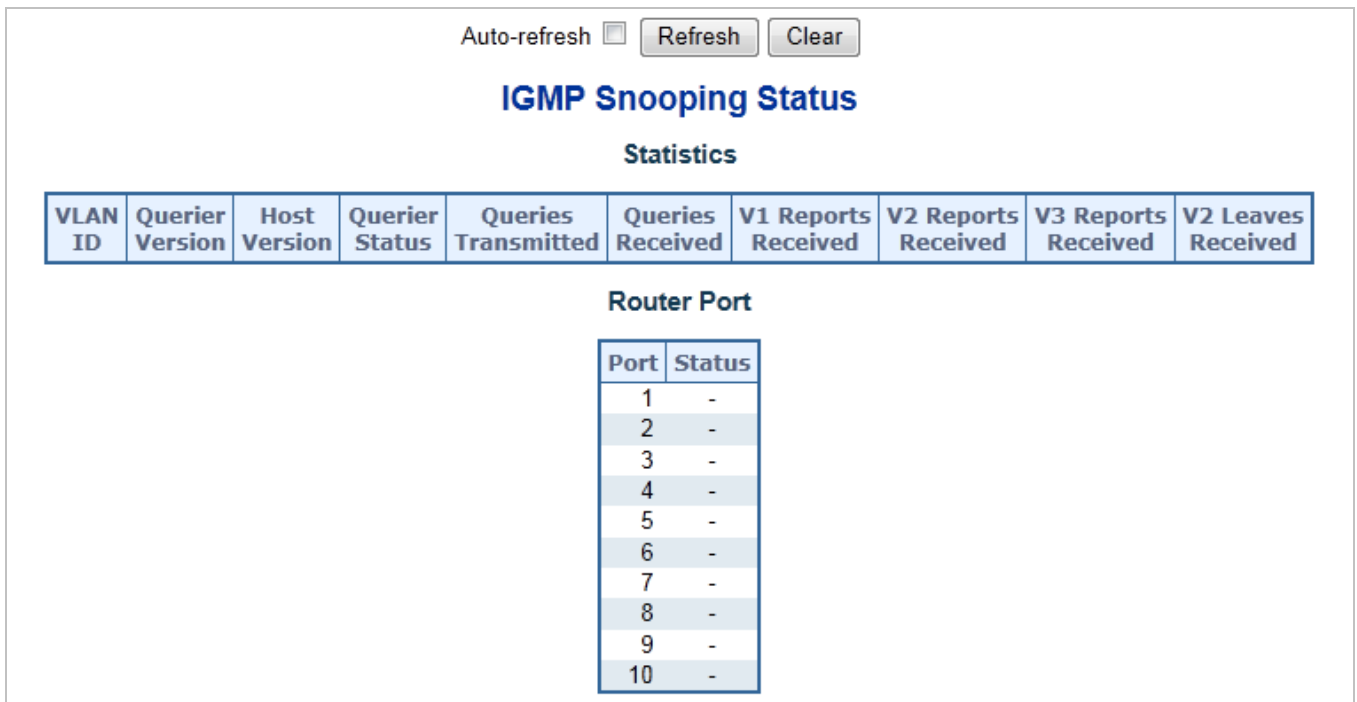 Auto-refresh Refresh Clear
IGMP Snooping Status
Statistics
VLAN ID Querier Version Host Version Querier Status Queries Transmitted Queries Received V1 Reports Received V2 Reports Received V3 Reports Received V2 Leaves Received
Router Port
Port Status
1 -
2 -
3 -
4 -
5 -
6 -
7 -
8 -
9 -
10 -